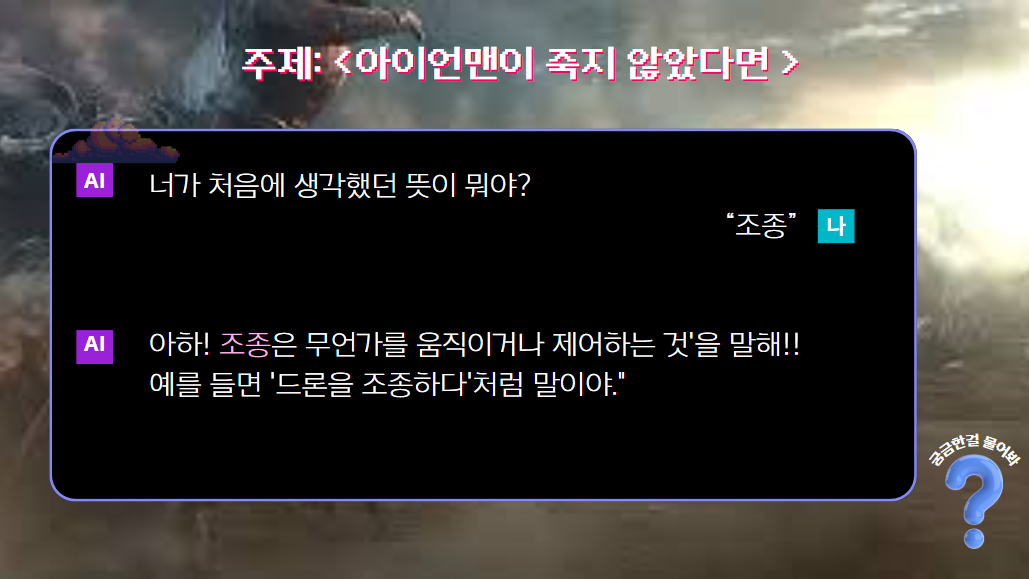 주제: <아이언맨이 죽지 않았다면 >
AI 너가 처음에 생각했던 뜻이 뭐야?
“조종” 나
AI 아하! 조종은 무언가를 움직이거나 제어하는 것'을 말해!!
예를 들면 '드론을 조종하다'처럼 말이야."
궁금한걸 물어봐